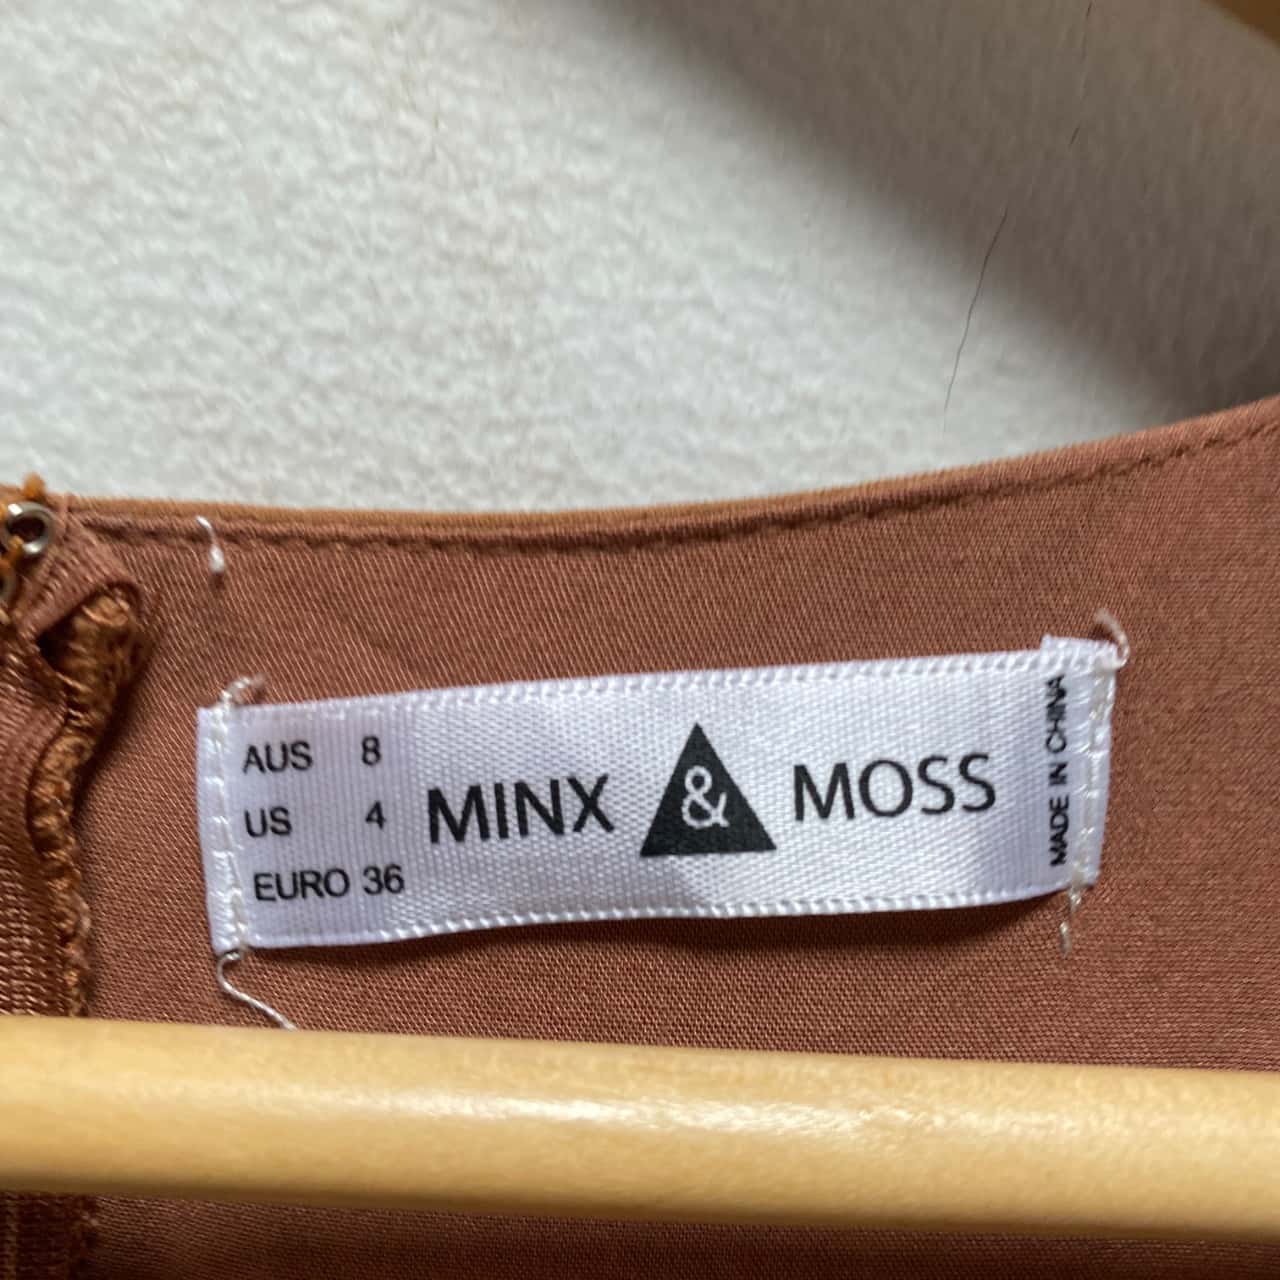 AUS 8
US 4
EURO 36
MINX & MOSS
MADE IN CHINA